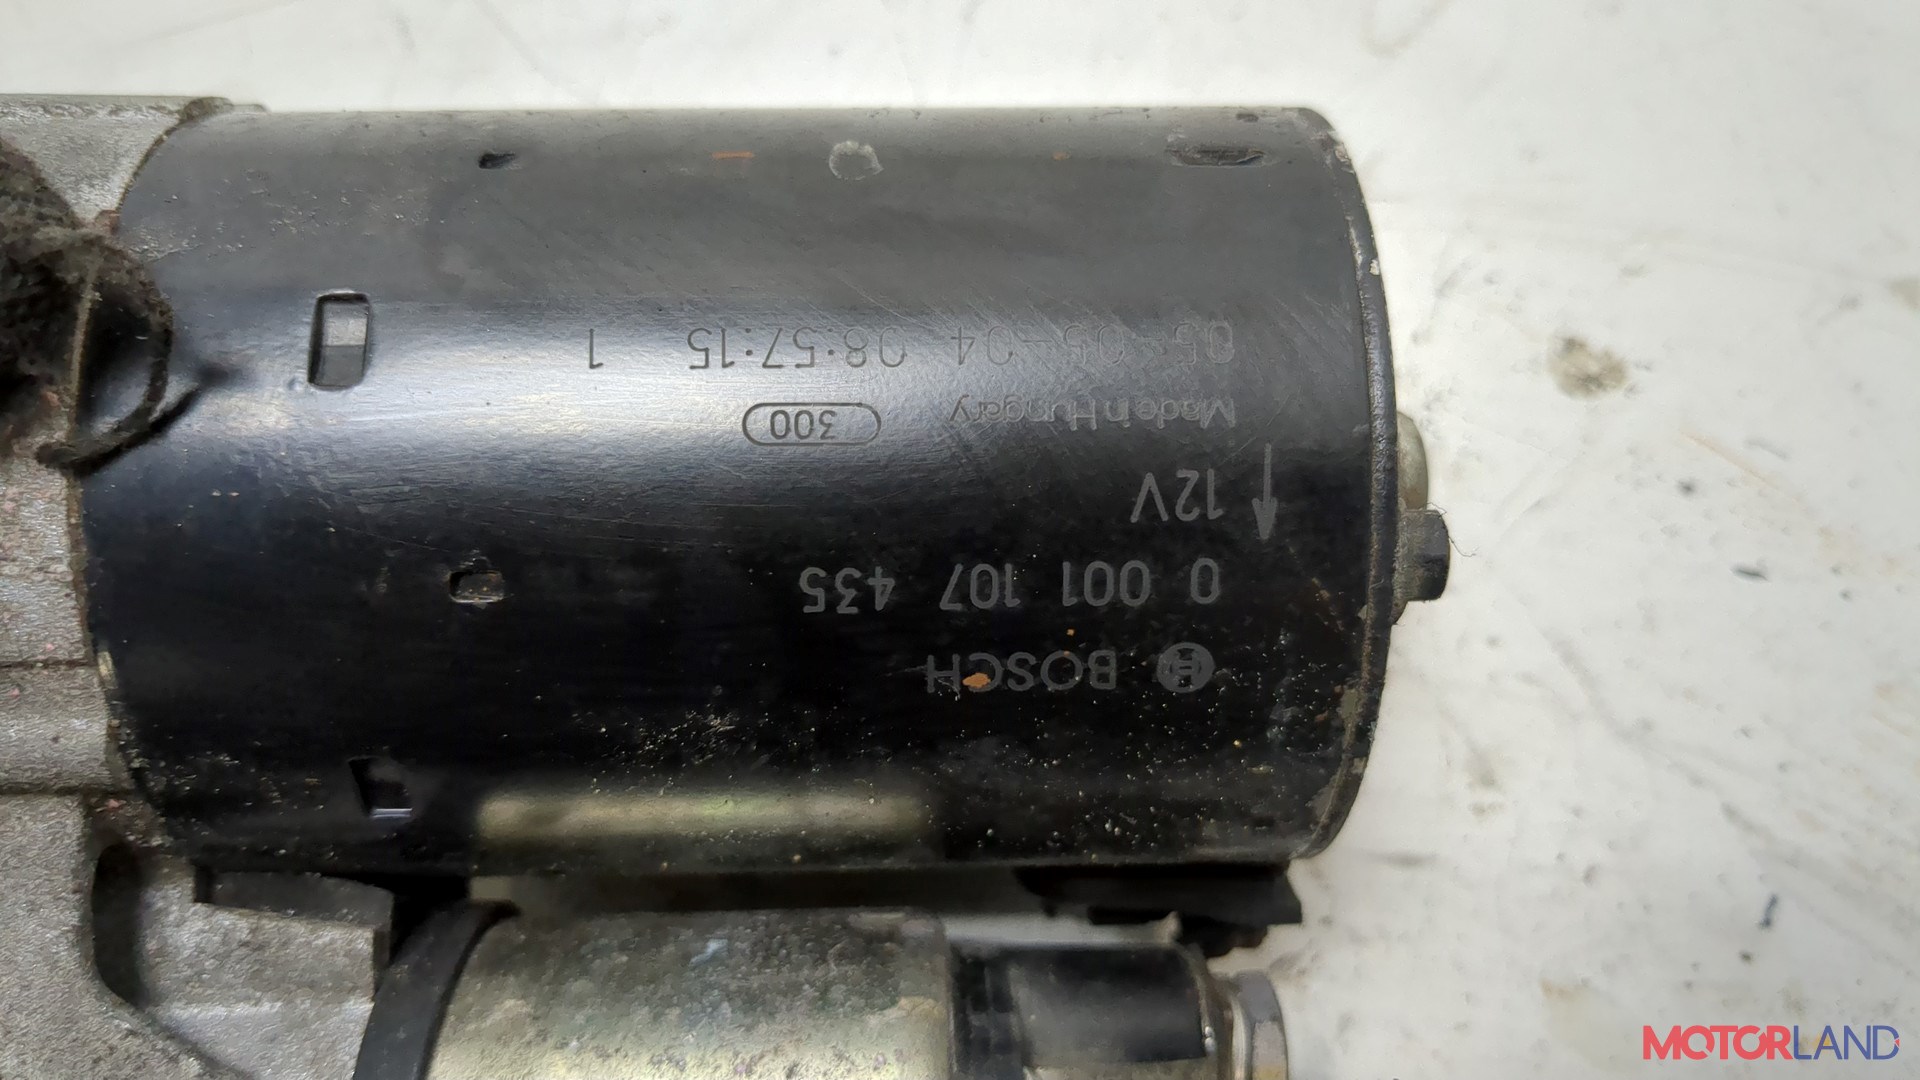 BOSCH
0 001 107 435
12V
Made in Hungary 300
05-05-04 08:57:15 1
MOTORLAND